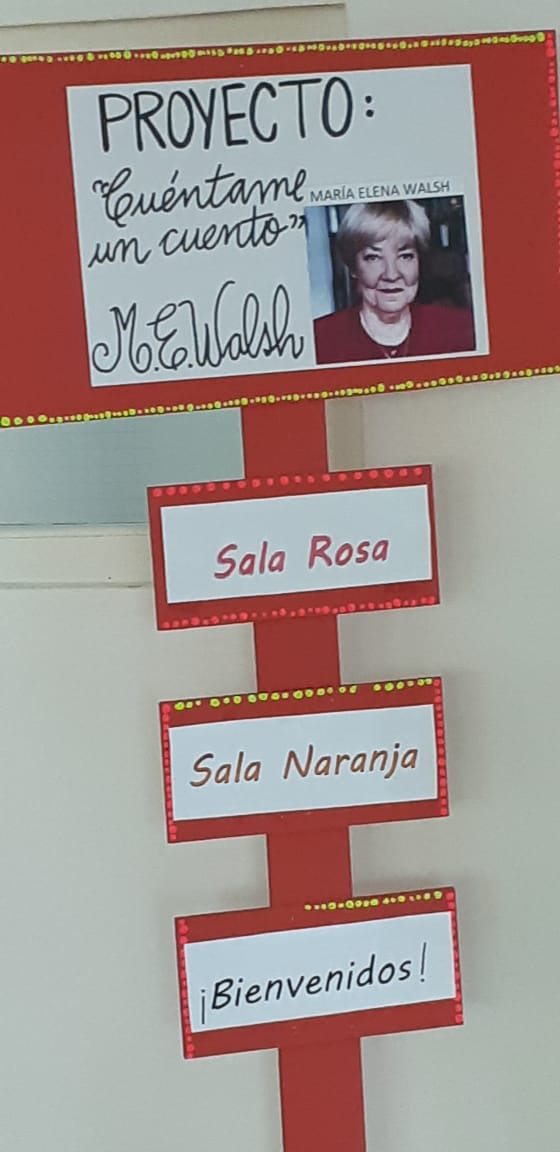 PROYECTO:
"Cuéntame
MARÍA ELENA WALSH
un cuento"
M.E.Walsh
Sala Rosa
Sala Naranja
¡Bienvenidos!